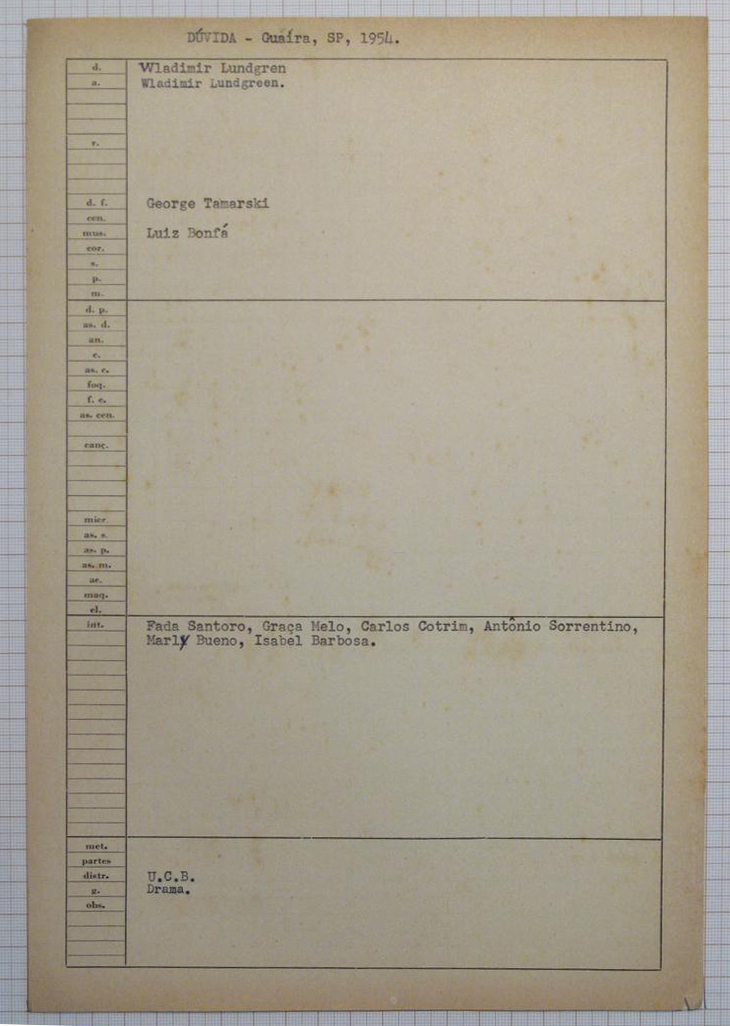 DÚVIDA - Guaíra, SP, 1954.
d. Wladimir Lundgren
a. Wladimir Lundgreen.
r.
d. f. George Tamarski
cen.
mus. Luiz Bonfá
cor.
s.
p.
m.
d. p.
as. d.
an.
c.
as. c.
foq.
f. c.
as. cen.
canç.
micr.
as. s.
as. p.
as. m.
ac.
maq.
el.
int. Fada Santoro, Graça Melo, Carlos Cotrim, Antônio Sorrentino,
Marly Bueno, Isabel Barbosa.
met.
partes
distr. U.C.B.
g. Drama.
obs.